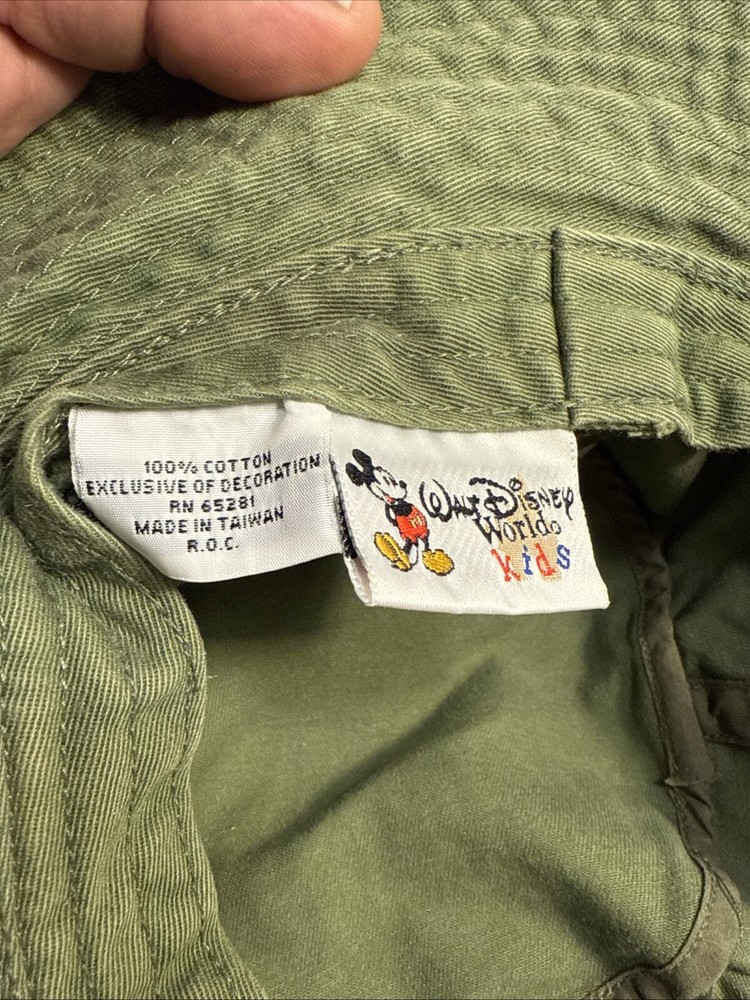 100% COTTON
EXCLUSIVE OF DECORATION
RN 65281
MADE IN TAIWAN
R.O.C.
WALT DISNEY
World
kids